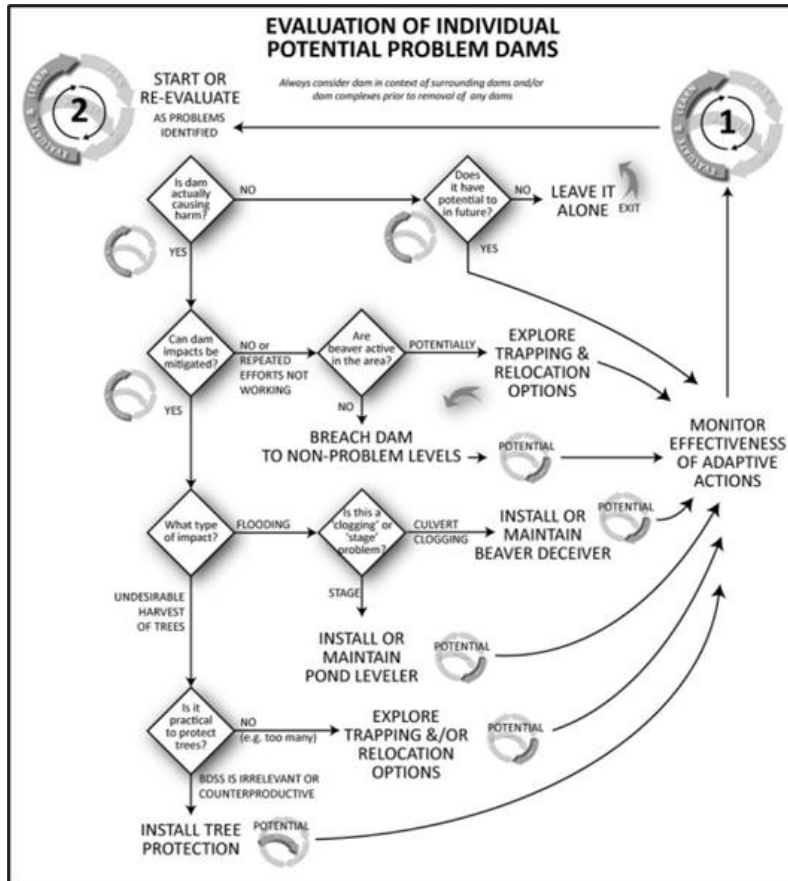 EVALUATION OF INDIVIDUAL
POTENTIAL PROBLEM DAMS
Always consider dam in context of surrounding dams and/or
dam complexes prior to removal of any dams
2
EVALUATE & LEARN
START OR
RE-EVALUATE
AS PROBLEMS
IDENTIFIED
1
Is dam
actually
causing
harm?
NO
YES
Does
it have
potential to
in future?
NO
YES
LEAVE IT
ALONE
EXIT
Can dam
impacts be
mitigated?
NO or
REPEATED
EFFORTS NOT
WORKING
YES
Are
beaver active
in the area?
POTENTIALLY
NO
EXPLORE
TRAPPING &
RELOCATION
OPTIONS
BREACH DAM
TO NON-PROBLEM LEVELS
POTENTIAL
MONITOR
EFFECTIVENESS
OF ADAPTIVE
ACTIONS
What type
of impact?
FLOODING
UNDESIRABLE
HARVEST
OF TREES
Is this a
'clogging' or
'stage'
problem?
CULVERT
CLOGGING
STAGE
INSTALL OR
MAINTAIN
BEAVER DECEIVER
POTENTIAL
INSTALL OR
MAINTAIN
POND LEVELER
POTENTIAL
Is it
practical
to protect
trees?
NO
(e.g. too many)
EXPLORE
TRAPPING &/OR
RELOCATION
OPTIONS
POTENTIAL
BDSS IS IRRELEVANT OR
COUNTERPRODUCTIVE
INSTALL TREE
PROTECTION
POTENTIAL